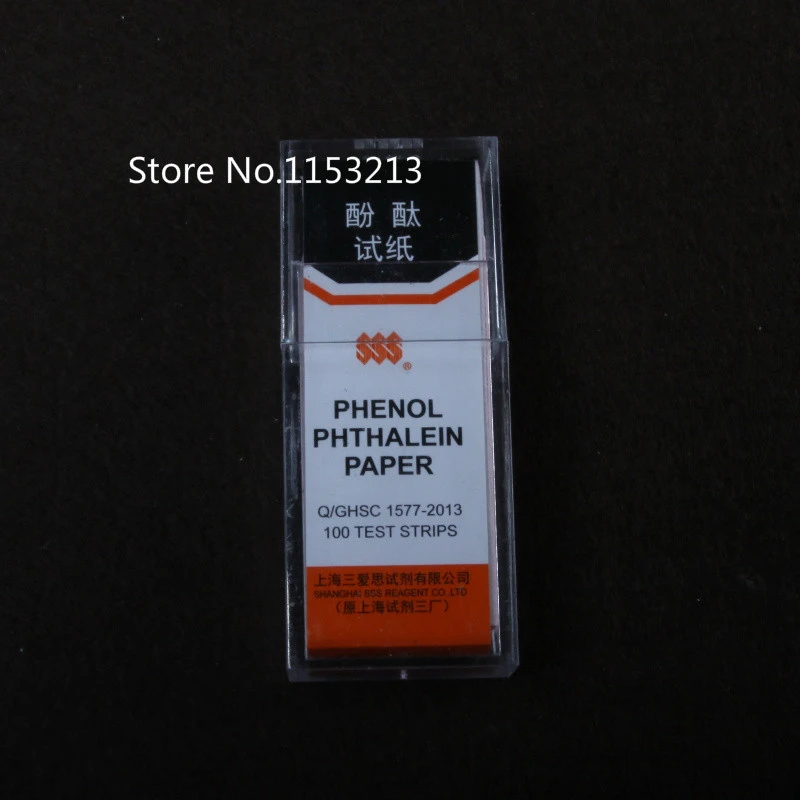 Store No.1153213
酚酞
试纸
SSS®
PHENOL
PHTHALEIN
PAPER
Q/GHSC 1577-2013
100 TEST STRIPS
上海三爱思试剂有限公司
SHANGHAI SSS REAGENT CO.,LTD
（原上海试剂三厂）